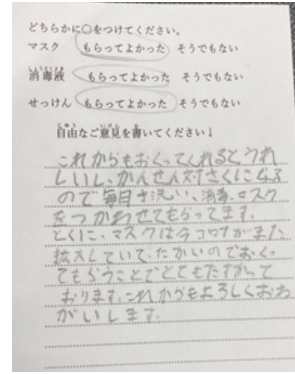 どちらかに○をつけてください。
マスク もらってよかった そうでもない
消毒液 もらってよかった そうでもない
せっけん もらってよかった そうでもない
自由なご意見を書いてください↓
これからもおくってくれるとうれ
しいし、かんせんたいさくになる
ので毎日手洗い、消毒、マスク
をつかわせてもらってます。
とくに、マスクは今コロナがまた
拡大していて、たかいのでおくっ
てもらうことでとてもたすかって
おります。これからもよろしくおね
がいします。